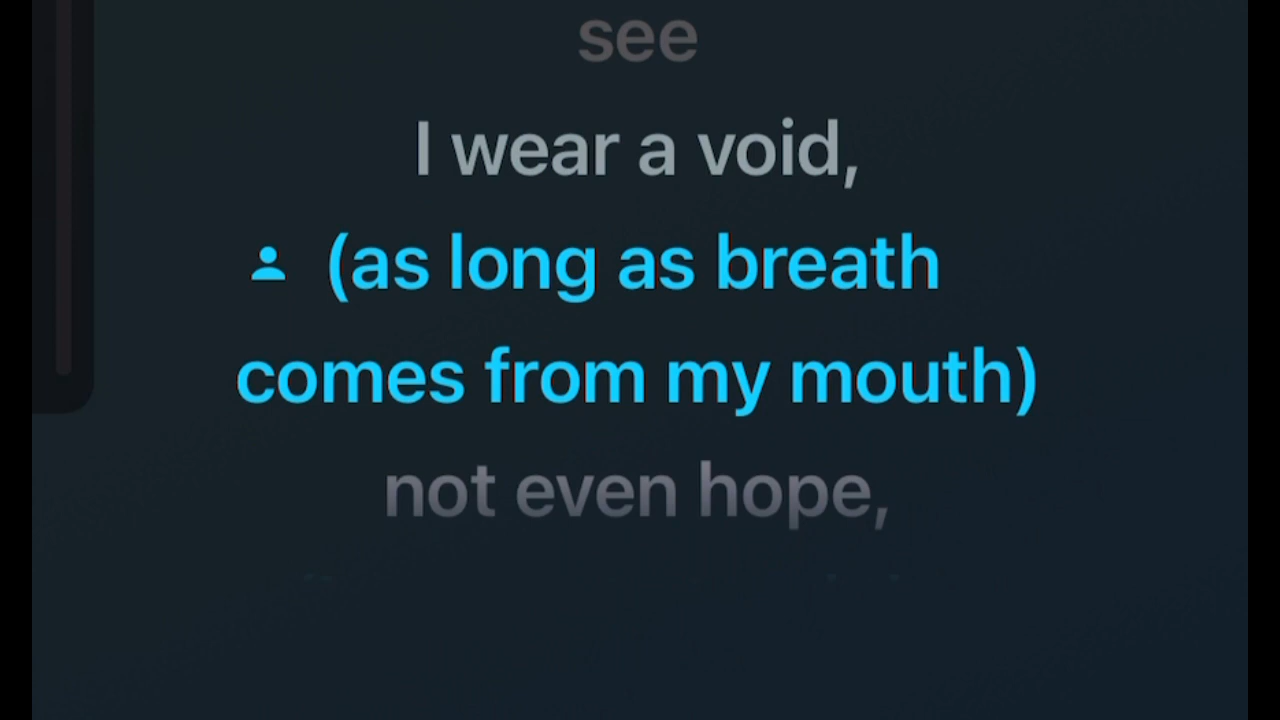 see
I wear a void,
(as long as breath
comes from my mouth)
not even hope,